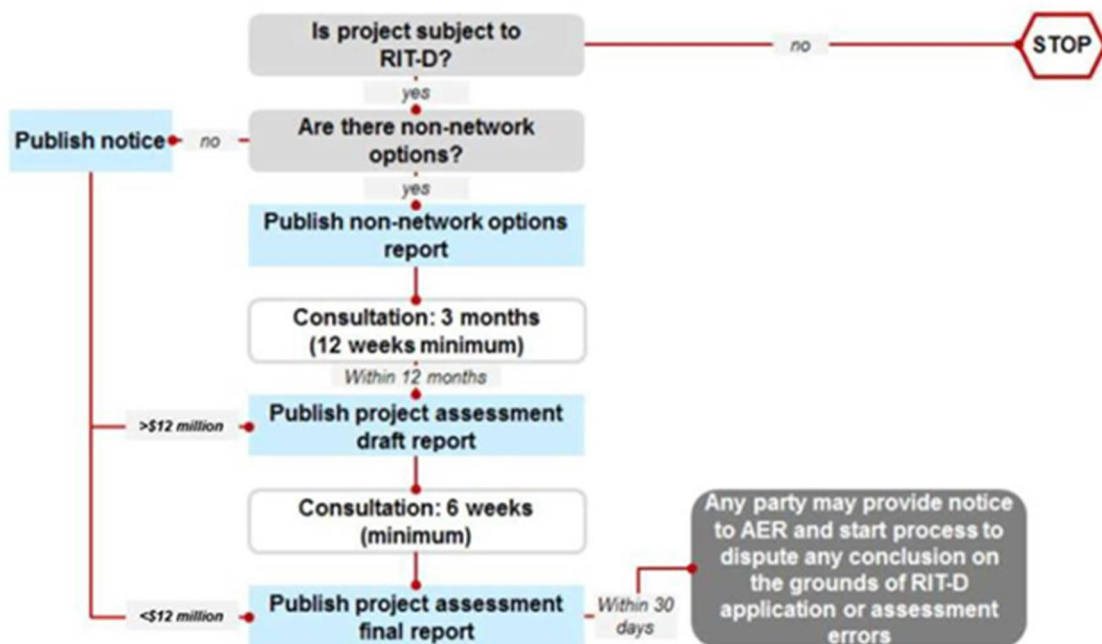 Is project subject to
RIT-D?
no
STOP
yes
Publish notice
no
Are there non-network
options?
yes
Publish non-network options
report
Consultation: 3 months
(12 weeks minimum)
Within 12 months
>$12 million
Publish project assessment
draft report
Consultation: 6 weeks
(minimum)
<$12 million
Publish project assessment
final report
Within 30
days
Any party may provide notice
to AER and start process to
dispute any conclusion on
the grounds of RIT-D
application or assessment
errors